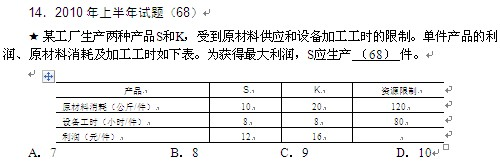 14．2010年上半年试题（68）
★ 某工厂生产两种产品S和K，受到原材料供应和设备加工工时的限制。单件产品的利
润、原材料消耗及加工工时如下表。为获得最大利润，S应生产 （68） 件。
产品 S K 资源限制
原材料消耗（公斤/件） 10 20 120
设备工时（小时/件） 8 8 80
利润（元/件） 12 16
A．7 B．8 C．9 D．10